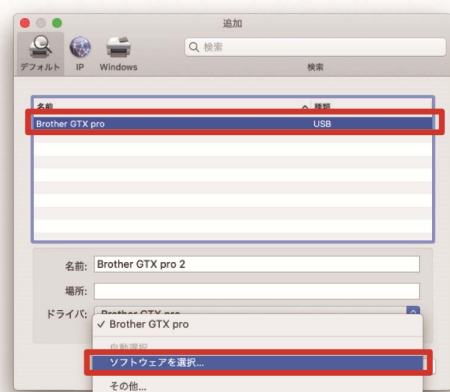 追加
デフォルト IP Windows
検索
検索
名前 種類
Brother GTX pro USB
名前: Brother GTX pro 2
場所:
ドライバ: Brother GTX pro
✓ Brother GTX pro
自動選択
ソフトウェアを選択...
その他...